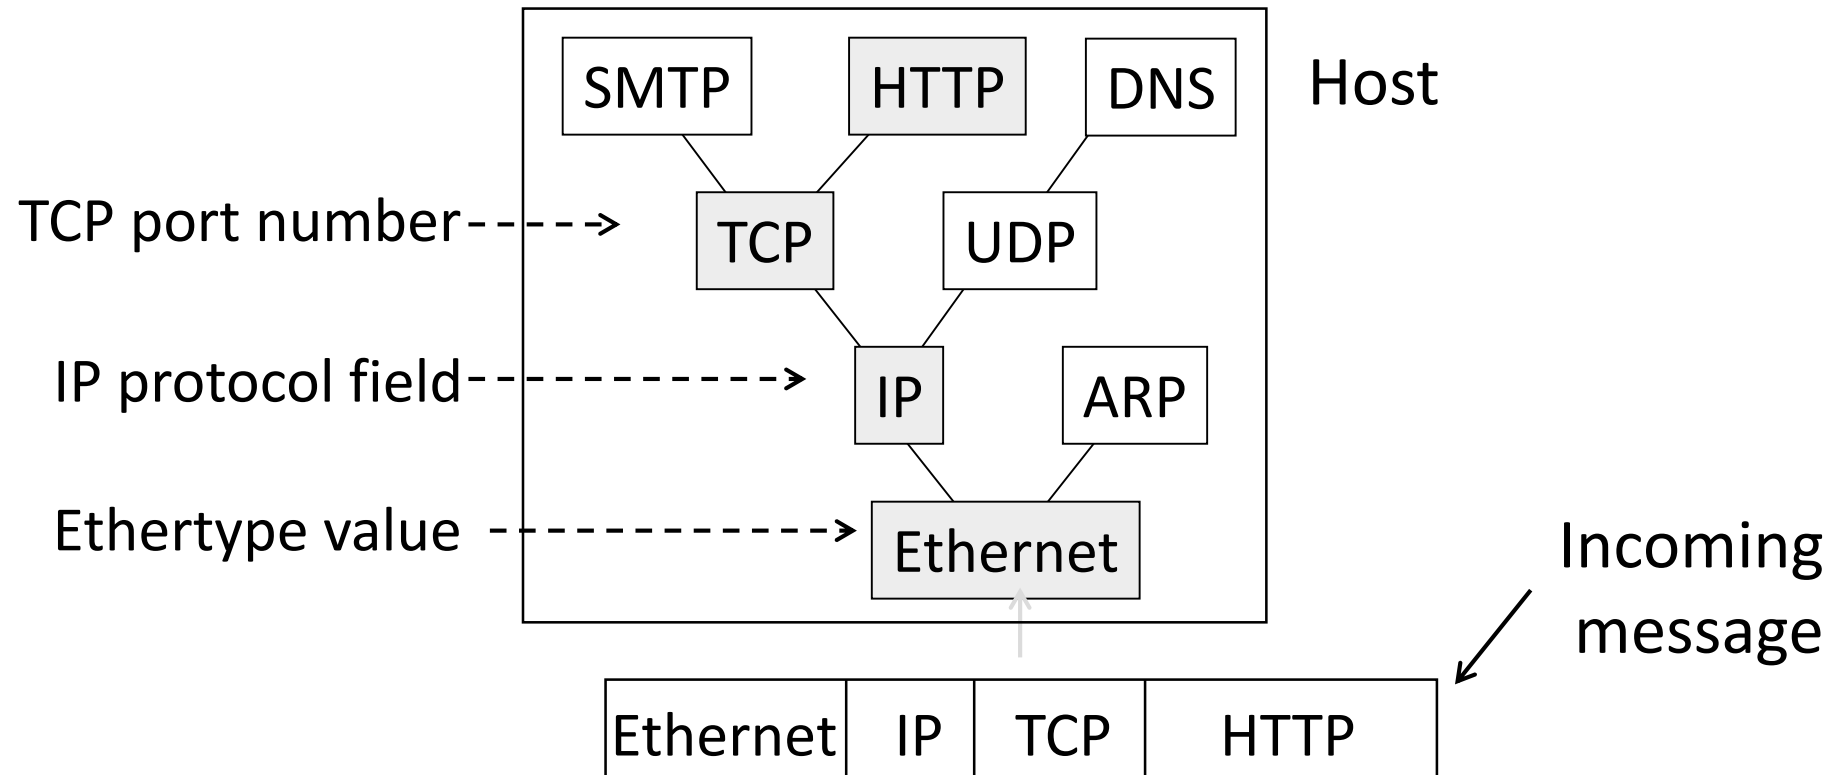 SMTP HTTP DNS Host
TCP port number TCP UDP
IP protocol field IP ARP
Ethertype value Ethernet
Incoming
message
Ethernet IP TCP HTTP